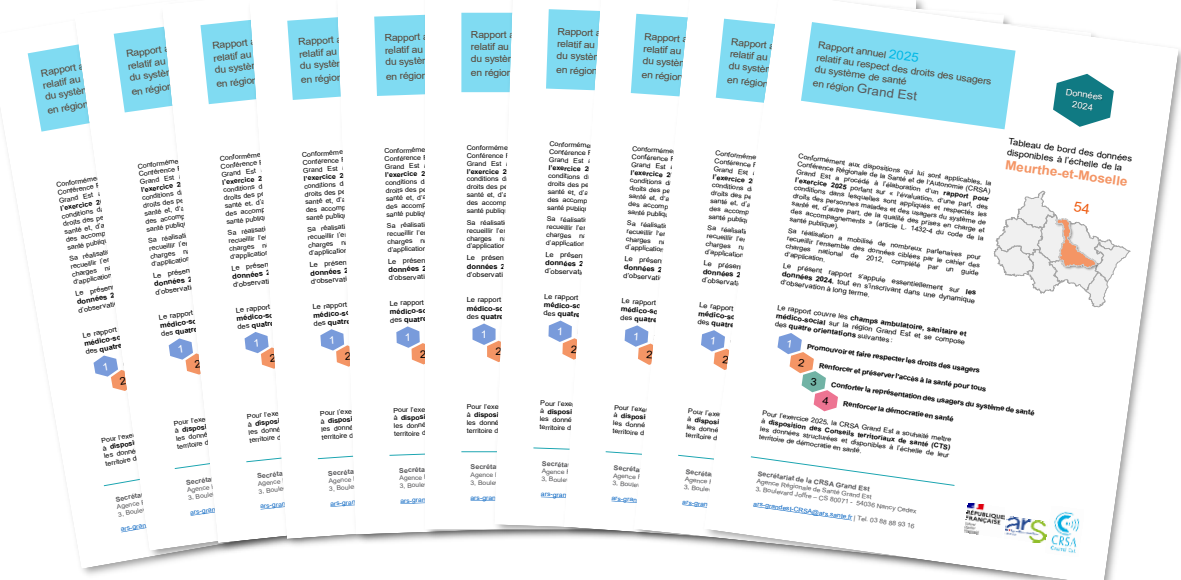 Rapport annuel 2025
relatif au respect des droits des usagers
du système de santé
en région Grand Est
Données
2024
Tableau de bord des données
disponibles à l'échelle de la
Meurthe-et-Moselle
54
Conformément aux dispositions qui lui sont applicables, la
Conférence Régionale de la Santé et de l'Autonomie (CRSA)
Grand Est a procédé à l'élaboration d'un rapport pour
l'exercice 2025 portant sur « l'évaluation, d'une part, des
conditions dans lesquelles sont appliqués et respectés les
droits des personnes malades et des usagers du système de
santé et, d'autre part, de la qualité des prises en charge et
des accompagnements » (article L. 1432-4 du code de la
santé publique).
Sa réalisation a mobilisé de nombreux partenaires pour
recueillir l'ensemble des données ciblées par le cahier des
charges national de 2012, complété par un guide
d'application.
Le présent rapport s'appuie essentiellement sur les
données 2024, tout en s'inscrivant dans une dynamique
d'observation à long terme.
Le rapport couvre les champs ambulatoire, sanitaire et
médico-social sur la région Grand Est et se compose
des quatre orientations suivantes :
1 Promouvoir et faire respecter les droits des usagers
2 Renforcer et préserver l'accès à la santé pour tous
3 Conforter la représentation des usagers du système de santé
4 Renforcer la démocratie en santé
Pour l'exercice 2025, la CRSA Grand Est a souhaité mettre
à disposition des Conseils territoriaux de santé (CTS)
les données structurées et disponibles à l'échelle de leur
territoire de démocratie en santé.
Secrétariat de la CRSA Grand Est
Agence Régionale de Santé Grand Est
3, Boulevard Joffre – CS 80071 - 54036 Nancy Cedex
ars-grandest-CRSA@ars.sante.fr | Tel. 03 88 88 93 16
RÉPUBLIQUE
FRANÇAISE
ars
CRSA
Grand Est